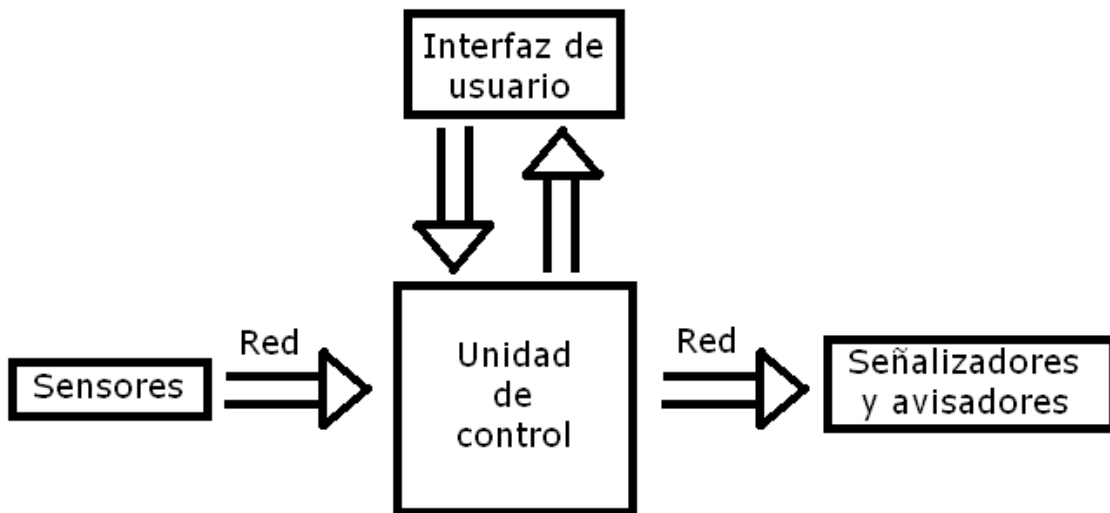 Interfaz de
usuario
Red
Sensores
Unidad
de
control
Red
Señalizadores
y avisadores